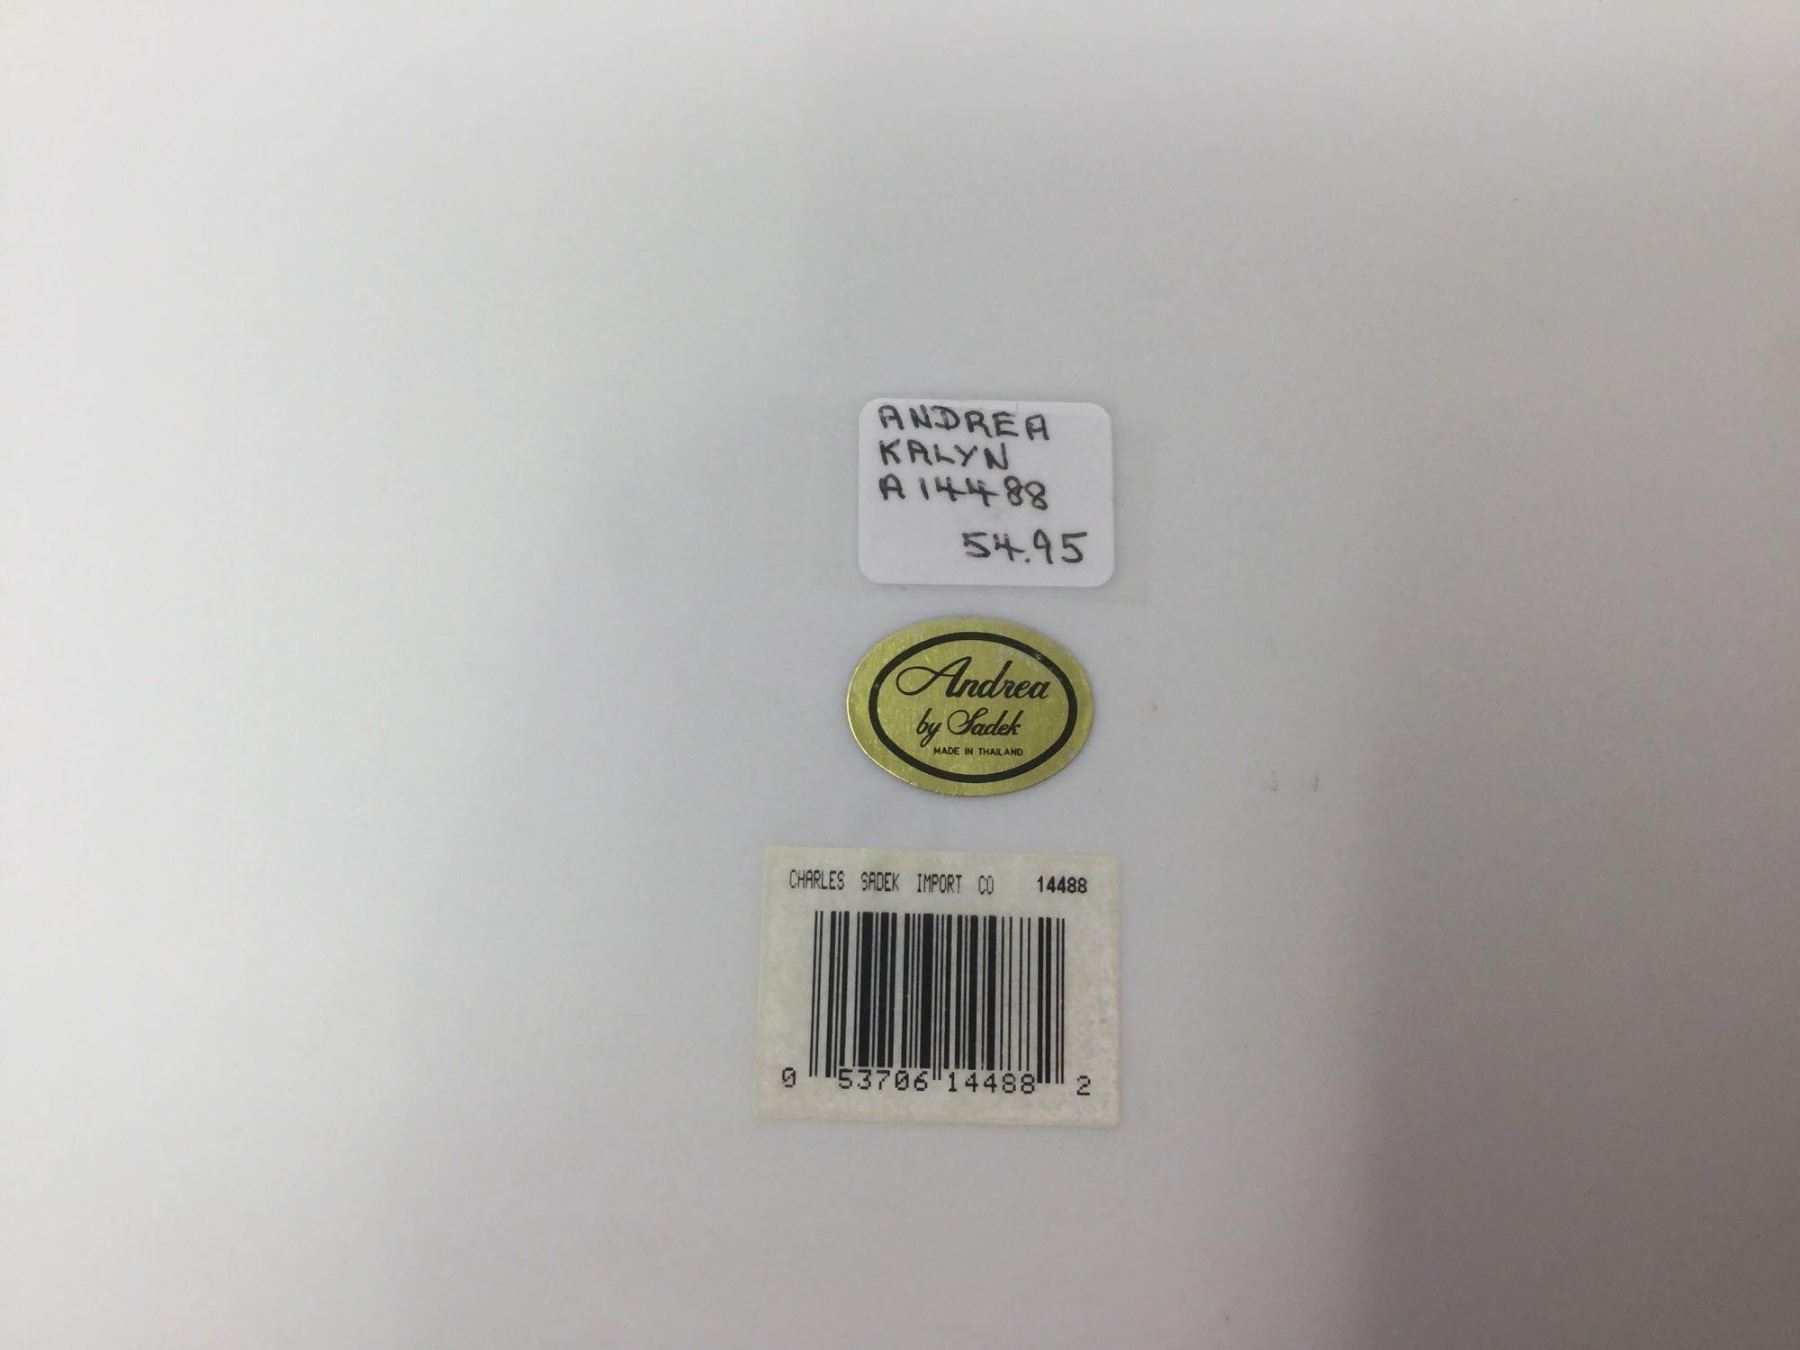 ANDREA
KALYN
A14488
54.95
Andrea
by Sadek
MADE IN THAILAND
CHARLES SADEK IMPORT CO 14488
0 53706 14488 2